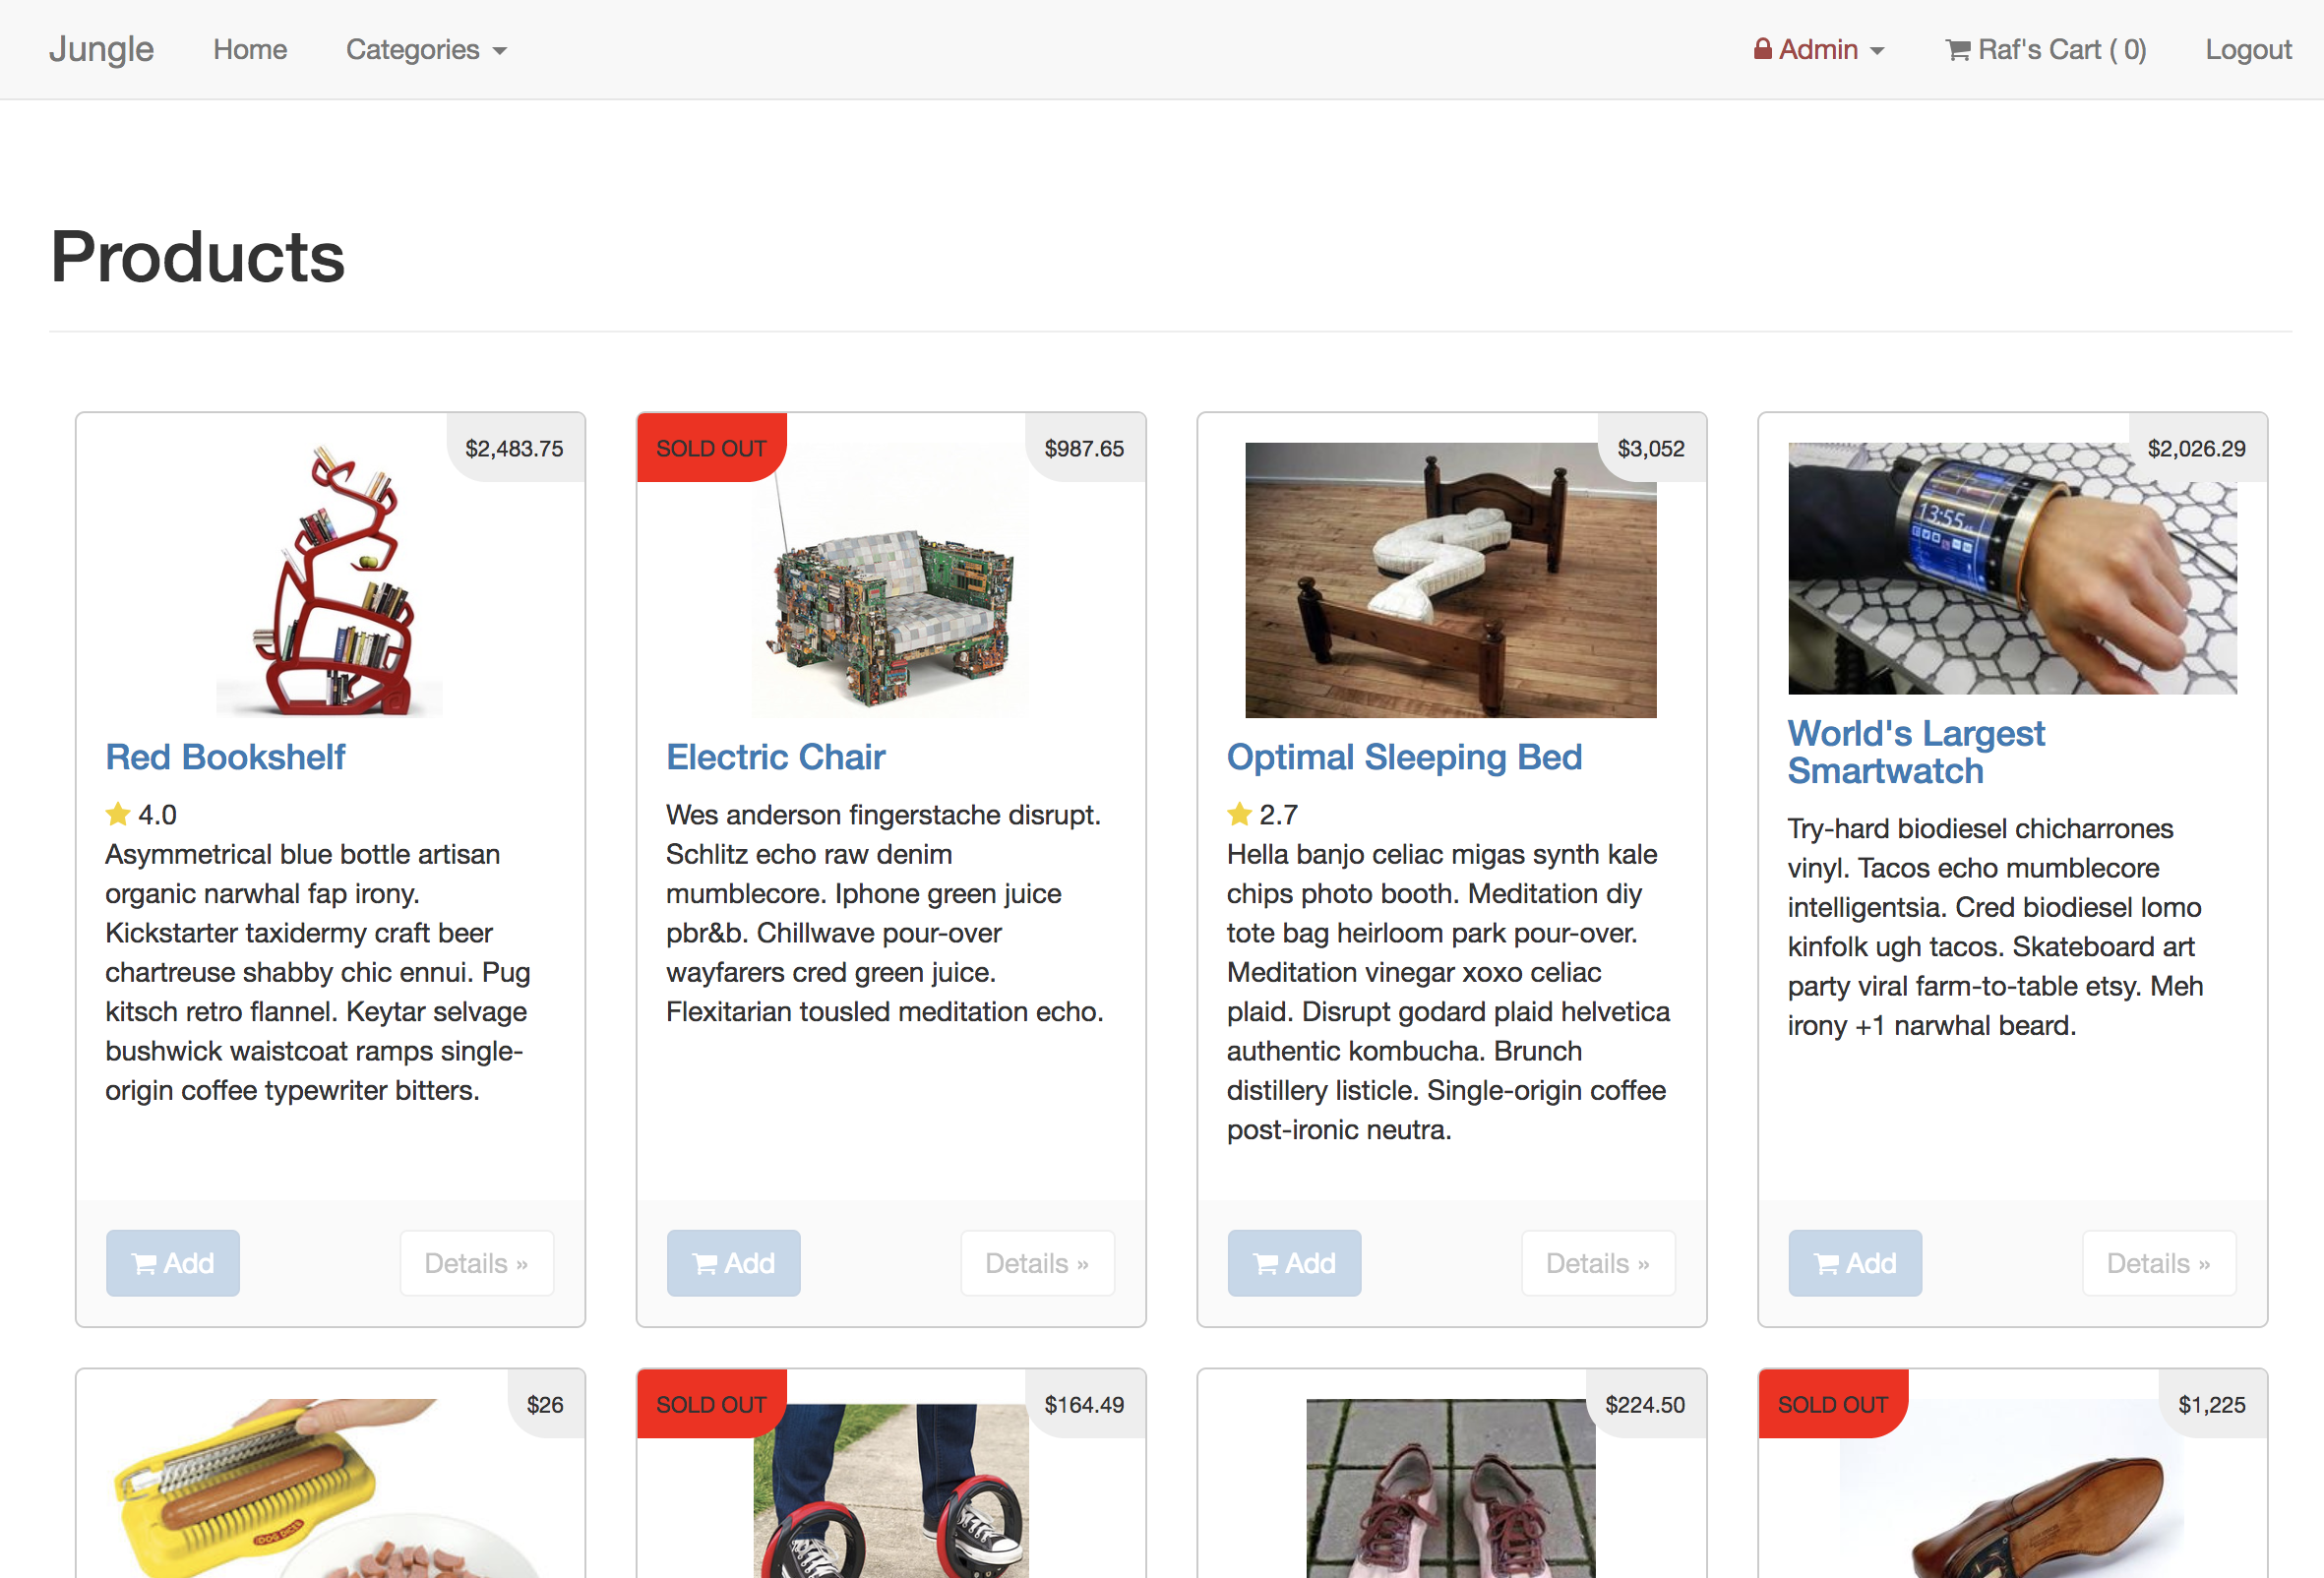 Jungle Home Categories Admin Raf's Cart ( 0) Logout
Products
$2,483.75
Red Bookshelf
4.0
Asymmetrical blue bottle artisan
organic narwhal fap irony.
Kickstarter taxidermy craft beer
chartreuse shabby chic ennui. Pug
kitsch retro flannel. Keytar selvage
bushwick waistcoat ramps single-
origin coffee typewriter bitters.
Add Details »
SOLD OUT $987.65
Electric Chair
Wes anderson fingerstache disrupt.
Schlitz echo raw denim
mumblecore. Iphone green juice
pbr&b. Chillwave pour-over
wayfarers cred green juice.
Flexitarian tousled meditation echo.
Add Details »
$3,052
Optimal Sleeping Bed
2.7
Hella banjo celiac migas synth kale
chips photo booth. Meditation diy
tote bag heirloom park pour-over.
Meditation vinegar xoxo celiac
plaid. Disrupt godard plaid helvetica
authentic kombucha. Brunch
distillery listicle. Single-origin coffee
post-ironic neutra.
Add Details »
$2,026.29
13:55
World's Largest
Smartwatch
Try-hard biodiesel chicharrones
vinyl. Tacos echo mumblecore
intelligentsia. Cred biodiesel lomo
kinfolk ugh tacos. Skateboard art
party viral farm-to-table etsy. Meh
irony +1 narwhal beard.
Add Details »
$26
SOLD OUT $164.49
$224.50
SOLD OUT $1,225